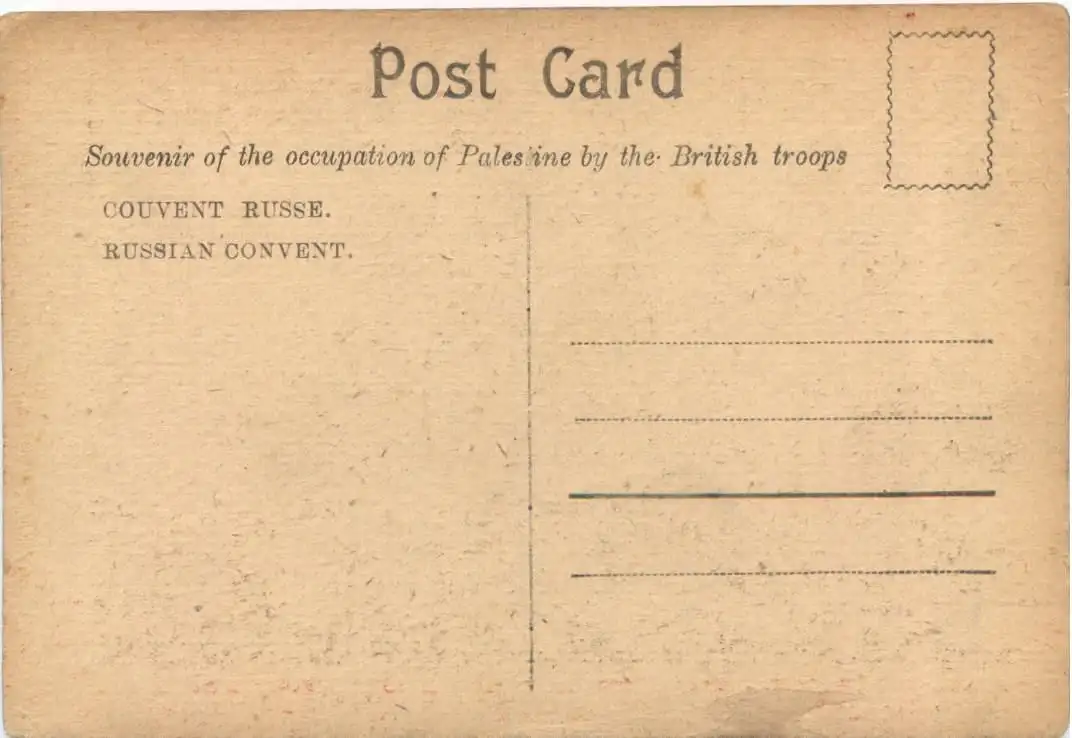 Post Card
Souvenir of the occupation of Palestine by the British troops
COUVENT RUSSE.
RUSSIAN CONVENT.